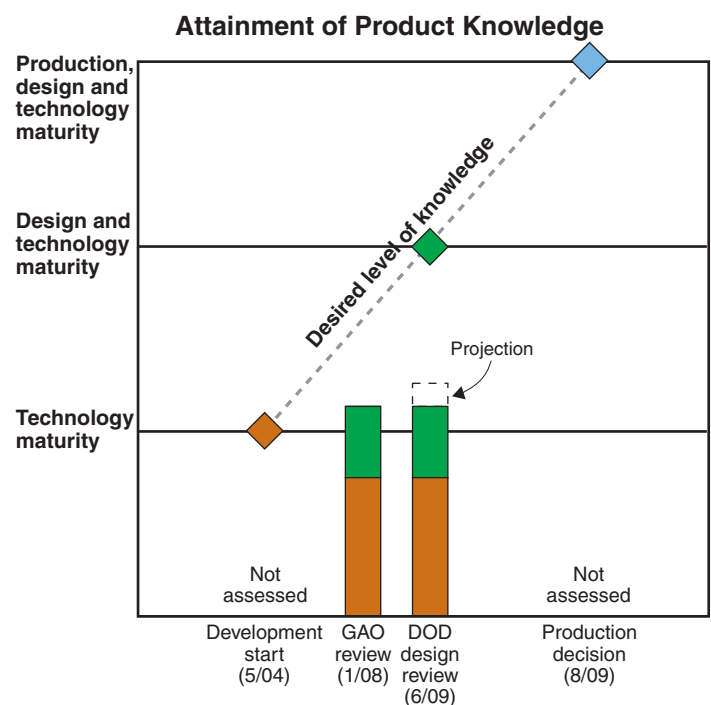 Attainment of Product Knowledge
Production,
design and
technology
maturity
Design and
technology
maturity
Desired level of knowledge
Projection
Technology
maturity
Not
assessed
Not
assessed
Development
start
(5/04)
GAO
review
(1/08)
DOD
design
review
(6/09)
Production
decision
(8/09)